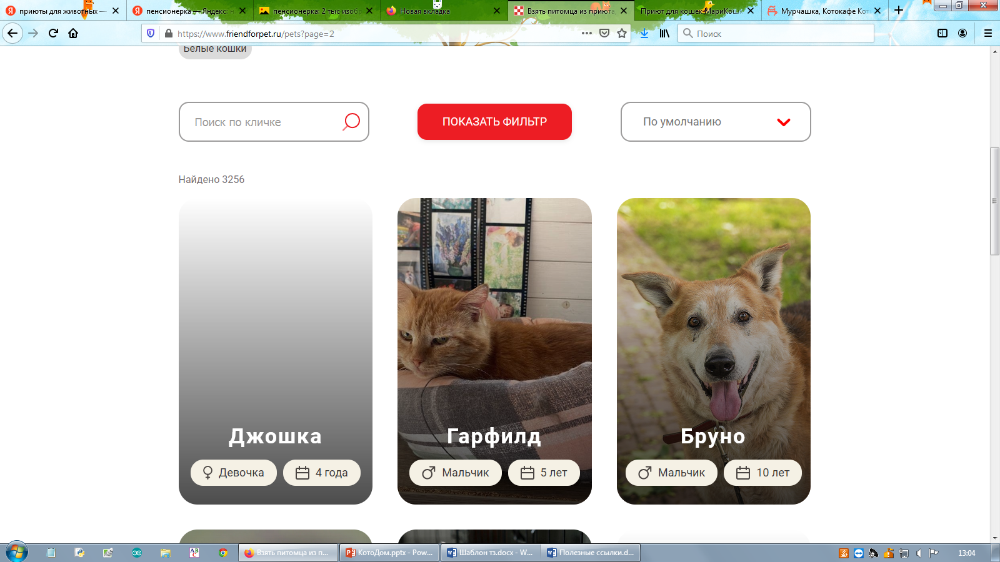 приюты для животных —
пенсионерка — Яндекс: н
пенсионерка: 2 тыс изобр
Новая вкладка
Взять питомца из приюта,
Приют для кошек МариКошк
Мурчашка, Котокафе Кот
https://www.friendforpet.ru/pets?page=2
Поиск
Белые кошки
Поиск по кличке
ПОКАЗАТЬ ФИЛЬТР
По умолчанию
Найдено 3256
Джошка
Гарфилд
Бруно
Девочка
4 года
Мальчик
5 лет
Мальчик
10 лет
Взять питомца из п...
КотоДом.pptx - Pow...
Шаблон тз.docx - W...
Полезные ссылки.d...
13:04